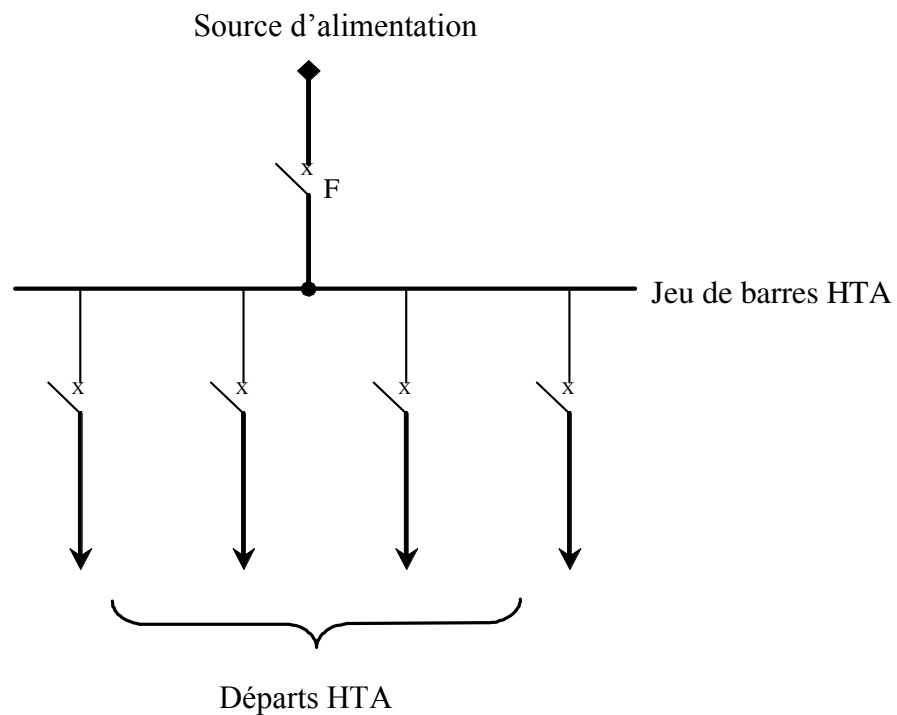 Source d’alimentation
x
F
Jeu de barres HTA
x x x x
Départs HTA